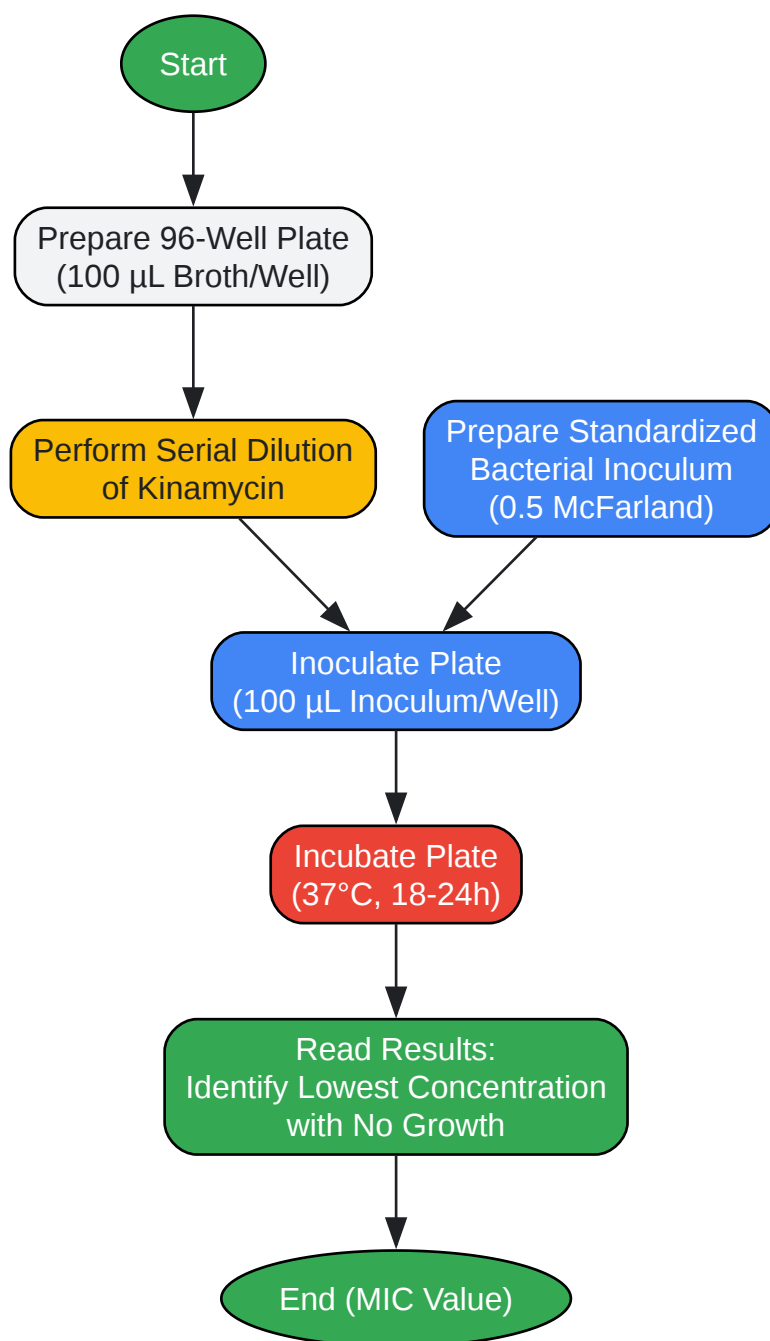 Start
Prepare 96-Well Plate
(100 µL Broth/Well)
Perform Serial Dilution
of Kinamycin
Prepare Standardized
Bacterial Inoculum
(0.5 McFarland)
Inoculate Plate
(100 µL Inoculum/Well)
Incubate Plate
(37°C, 18-24h)
Read Results:
Identify Lowest Concentration
with No Growth
End (MIC Value)